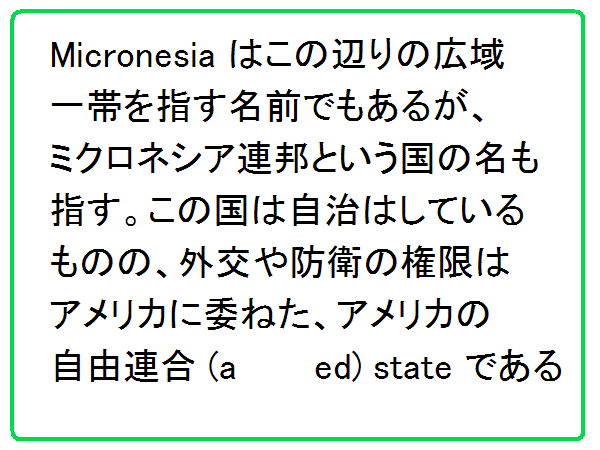 Micronesia はこの辺りの広域
一帯を指す名前でもあるが、
ミクロネシア連邦という国の名も
指す。この国は自治はしている
ものの、外交や防衛の権限は
アメリカに委ねた、アメリカの
自由連合 (a　　ed) state である